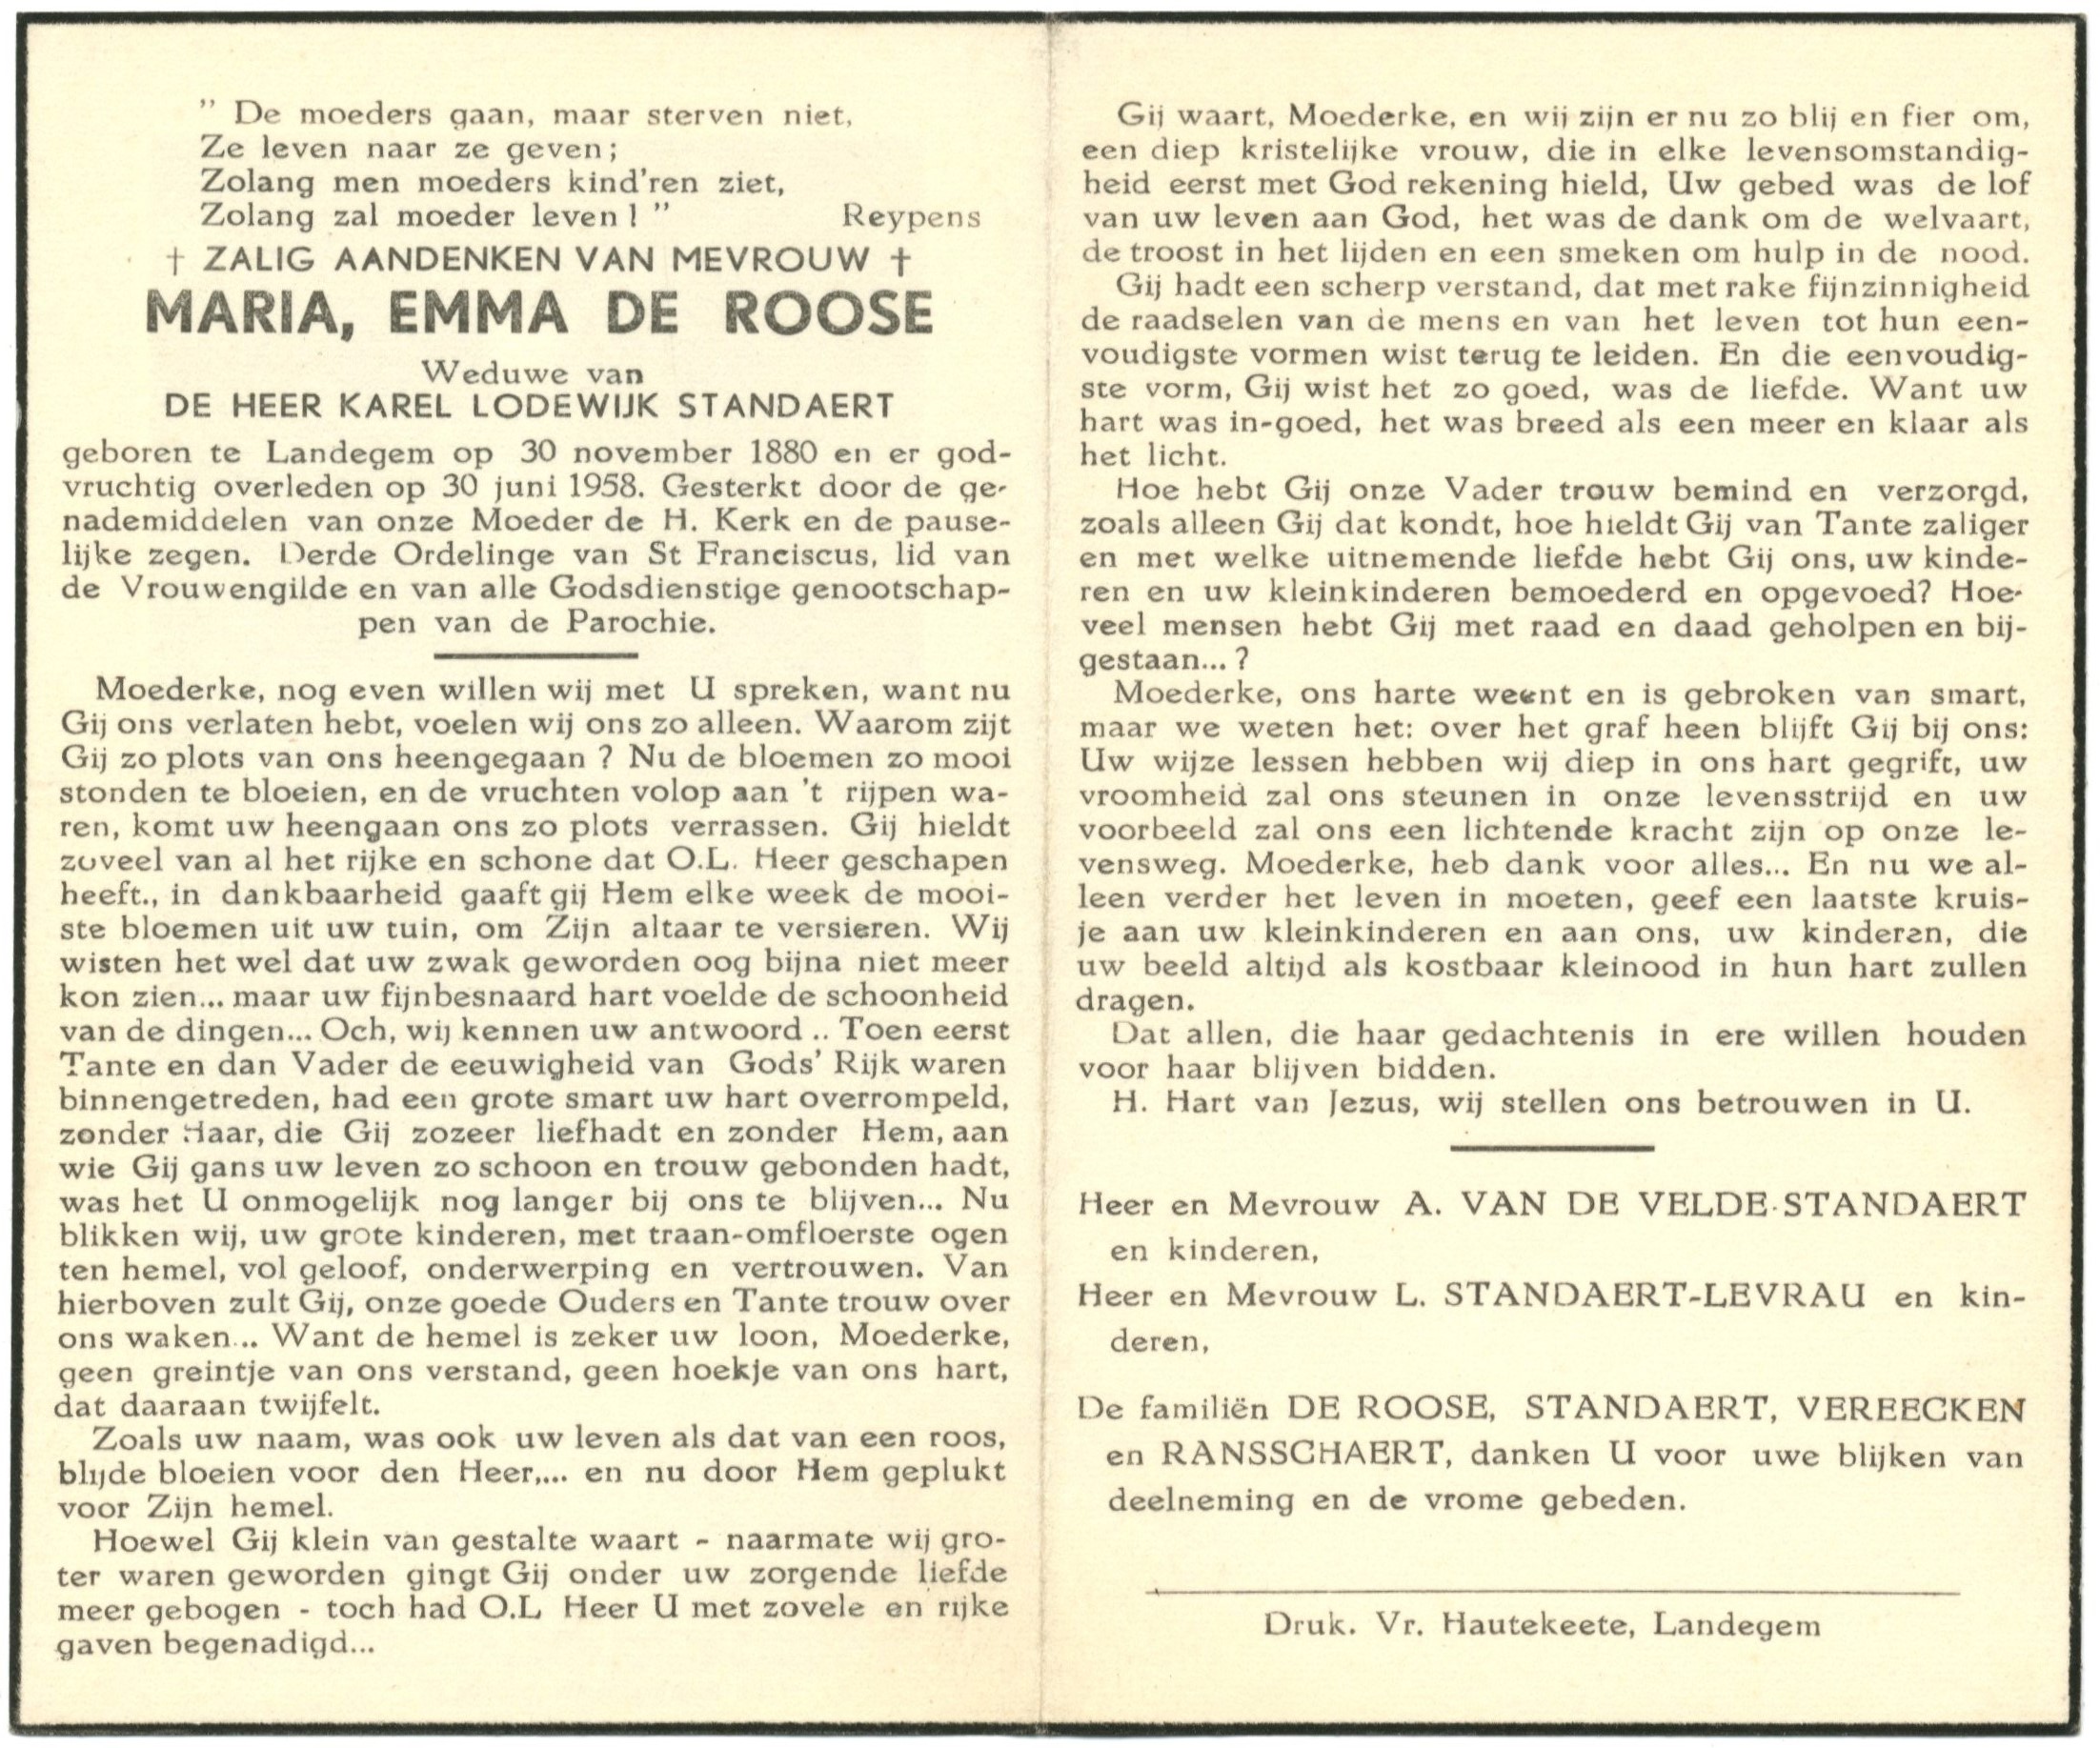 " De moeders gaan, maar sterven niet,
Ze leven naar ze geven;
Zolang men moeders kind'ren ziet,
Zolang zal moeder leven! " Reypens
† ZALIG AANDENKEN VAN MEVROUW †
MARIA, EMMA DE ROOSE
Weduwe van
DE HEER KAREL LODEWIJK STANDAERT
geboren te Landegem op 30 november 1880 en er god-
vruchtig overleden op 30 juni 1958. Gesterkt door de ge-
nademiddelen van onze Moeder de H. Kerk en de pause-
lijke zegen. Derde Ordelinge van St Franciscus, lid van
de Vrouwengilde en van alle Godsdienstige genootschap-
pen van de Parochie.
Moederke, nog even willen wij met U spreken, want nu
Gij ons verlaten hebt, voelen wij ons zo alleen. Waarom zijt
Gij zo plots van ons heengegaan ? Nu de bloemen zo mooi
stonden te bloeien, en de vruchten volop aan 't rijpen wa-
ren, komt uw heengaan ons zo plots verrassen. Gij hieldt
zoveel van al het rijke en schone dat O.L. Heer geschapen
heeft., in dankbaarheid gaaft gij Hem elke week de mooi-
ste bloemen uit uw tuin, om Zijn altaar te versieren. Wij
wisten het wel dat uw zwak geworden oog bijna niet meer
kon zien... maar uw fijnbesnaard hart voelde de schoonheid
van de dingen... Och, wij kennen uw antwoord .. Toen eerst
Tante en dan Vader de eeuwigheid van Gods' Rijk waren
binnengetreden, had een grote smart uw hart overrompeld,
zonder Haar, die Gij zozeer liefhadt en zonder Hem, aan
wie Gij gans uw leven zo schoon en trouw gebonden hadt,
was het U onmogelijk nog langer bij ons te blijven... Nu
blikken wij, uw grote kinderen, met traan-omfloerste ogen
ten hemel, vol geloof, onderwerping en vertrouwen. Van
hierboven zult Gij, onze goede Ouders en Tante trouw over
ons waken... Want de hemel is zeker uw loon, Moederke,
geen greintje van ons verstand, geen hoekje van ons hart,
dat daaraan twijfelt.
Zoals uw naam, was ook uw leven als dat van een roos,
blijde bloeien voor den Heer,... en nu door Hem geplukt
voor Zijn hemel.
Hoewel Gij klein van gestalte waart - naarmate wij gro-
ter waren geworden gingt Gij onder uw zorgende liefde
meer gebogen - toch had O.L Heer U met zovele en rijke
gaven begenadigd...
Gij waart, Moederke, en wij zijn er nu zo blij en fier om,
een diep kristelijke vrouw, die in elke levensomstandig-
heid eerst met God rekening hield, Uw gebed was de lof
van uw leven aan God, het was de dank om de welvaart,
de troost in het lijden en een smeken om hulp in de nood.
Gij hadt een scherp verstand, dat met rake fijnzinnigheid
de raadselen van de mens en van het leven tot hun een-
voudigste vormen wist terug te leiden. En die eenvoudig-
ste vorm, Gij wist het zo goed, was de liefde. Want uw
hart was in-goed, het was breed als een meer en klaar als
het licht.
Hoe hebt Gij onze Vader trouw bemind en verzorgd,
zoals alleen Gij dat kondt, hoe hieldt Gij van Tante zaliger
en met welke uitnemende liefde hebt Gij ons, uw kinde-
ren en uw kleinkinderen bemoederd en opgevoed? Hoe-
veel mensen hebt Gij met raad en daad geholpen en bij-
gestaan... ?
Moederke, ons harte weent en is gebroken van smart,
maar we weten het: over het graf heen blijft Gij bij ons:
Uw wijze lessen hebben wij diep in ons hart gegrift, uw
vroomheid zal ons steunen in onze levensstrijd en uw
voorbeeld zal ons een lichtende kracht zijn op onze le-
vensweg. Moederke, heb dank voor alles... En nu we al-
leen verder het leven in moeten, geef een laatste kruis-
je aan uw kleinkinderen en aan ons, uw kinderen, die
uw beeld altijd als kostbaar kleinood in hun hart zullen
dragen.
Dat allen, die haar gedachtenis in ere willen houden
voor haar blijven bidden.
H. Hart van Jezus, wij stellen ons betrouwen in U.
Heer en Mevrouw A. VAN DE VELDE-STANDAERT
en kinderen,
Heer en Mevrouw L. STANDAERT-LEVRAU en kin-
deren,
De familiën DE ROOSE, STANDAERT, VEREECKEN
en RANSSCHAERT, danken U voor uwe blijken van
deelneming en de vrome gebeden.
Druk. Vr. Hautekeete, Landegem